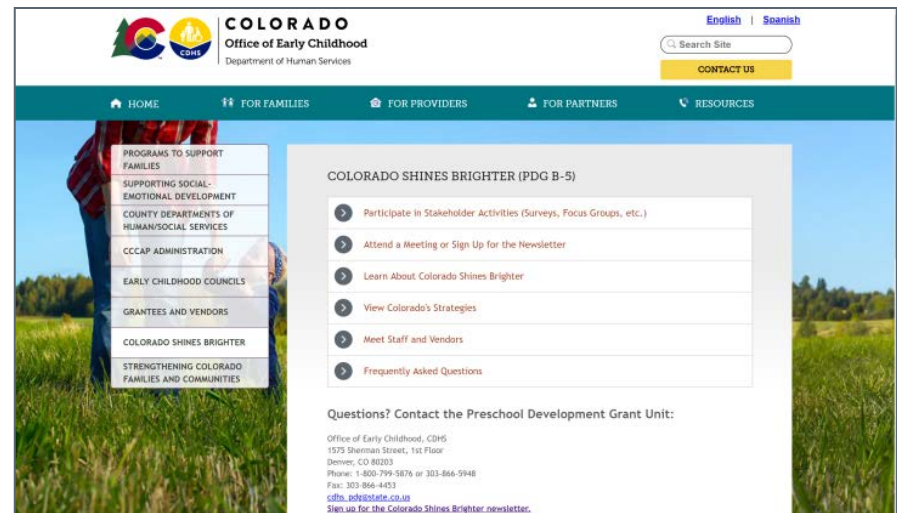 COLORADO
Office of Early Childhood
Department of Human Services
CDHS
English | Spanish
Search Site
CONTACT US
HOME
FOR FAMILIES
FOR PROVIDERS
FOR PARTNERS
RESOURCES
PROGRAMS TO SUPPORT
FAMILIES
SUPPORTING SOCIAL-
EMOTIONAL DEVELOPMENT
COUNTY DEPARTMENTS OF
HUMAN/SOCIAL SERVICES
CCCAP ADMINISTRATION
EARLY CHILDHOOD COUNCILS
GRANTEES AND VENDORS
COLORADO SHINES BRIGHTER
STRENGTHENING COLORADO
FAMILIES AND COMMUNITIES
COLORADO SHINES BRIGHTER (PDG B-5)
Participate in Stakeholder Activities (Surveys, Focus Groups, etc.)
Attend a Meeting or Sign Up for the Newsletter
Learn About Colorado Shines Brighter
View Colorado's Strategies
Meet Staff and Vendors
Frequently Asked Questions
Questions? Contact the Preschool Development Grant Unit:
Office of Early Childhood, CDHS
1575 Sherman Street, 1st Floor
Denver, CO 80203
Phone: 1-800-799-5876 or 303-866-5948
Fax: 303-866-4453
cdhs_pdg@state.co.us
Sign up for the Colorado Shines Brighter newsletter.